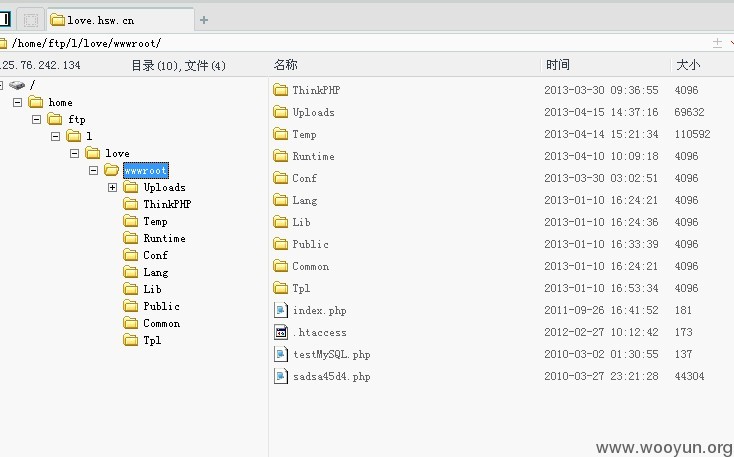 love.hsw.cn
/home/ftp/l/love/wwwroot/
25.76.242.134 目录(10),文件(4) 名称 时间 大小
/
home
ftp
l
love
wwwroot
Uploads
ThinkPHP
Temp
Runtime
Conf
Lang
Lib
Public
Common
Tpl
ThinkPHP 2013-03-30 09:36:55 4096
Uploads 2013-04-15 14:37:16 69632
Temp 2013-04-14 15:21:34 110592
Runtime 2013-04-10 10:09:18 4096
Conf 2013-03-30 03:02:51 4096
Lang 2013-01-10 16:24:21 4096
Lib 2013-01-10 16:24:36 4096
Public 2013-01-10 16:33:39 4096
Common 2013-01-10 16:24:21 4096
Tpl 2013-01-10 16:53:34 4096
index.php 2011-09-26 16:41:52 181
.htaccess 2012-02-27 10:12:42 173
testMySQL.php 2010-03-02 01:30:55 137
sadsa45d4.php 2010-03-27 23:21:28 44304
www.wooyun.org